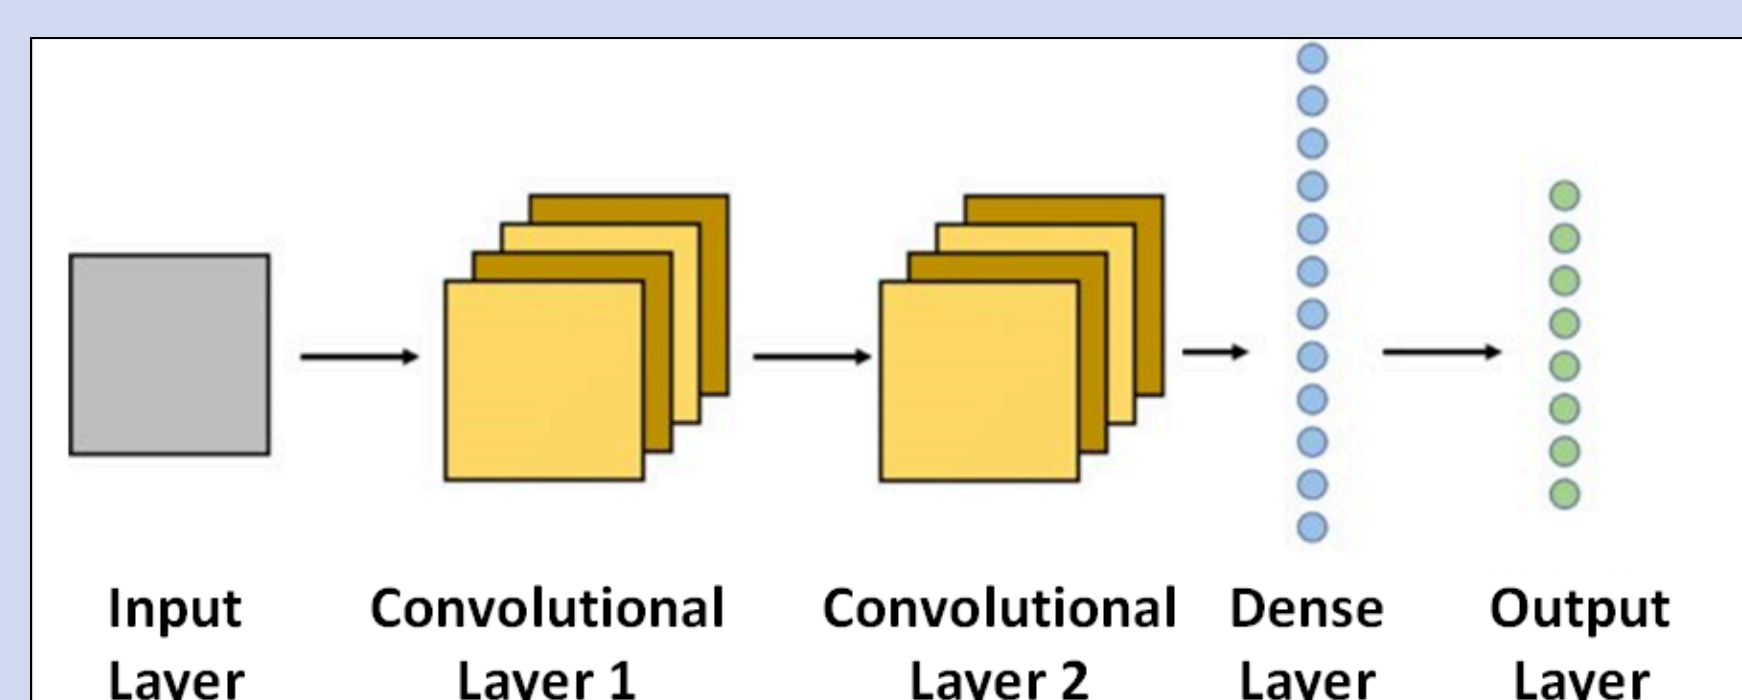 Input Convolutional Convolutional Dense Output
Layer Layer 1 Layer 2 Layer Layer